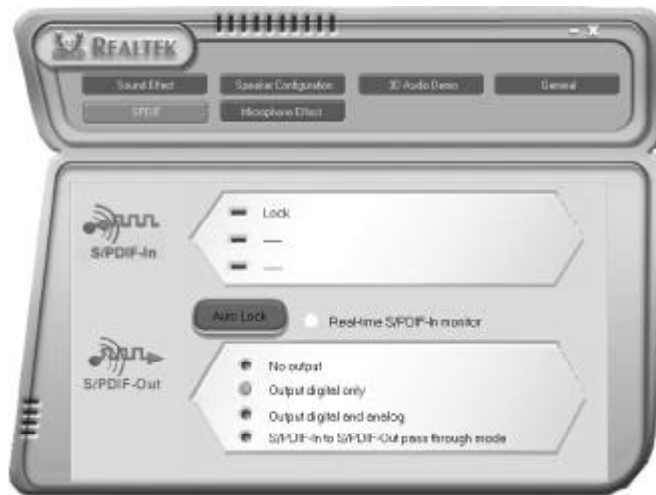 REALTEK
Sound Effect
Speaker Configuration
3D Audio Demo
General
SPDIF
Microphone Effect
S/PDIF-In
Lock
Auto Lock
Real-time S/PDIF-In monitor
S/PDIF-Out
No output
Output digital only
Output digital and analog
S/PDIF-In to S/PDIF-Out pass through mode